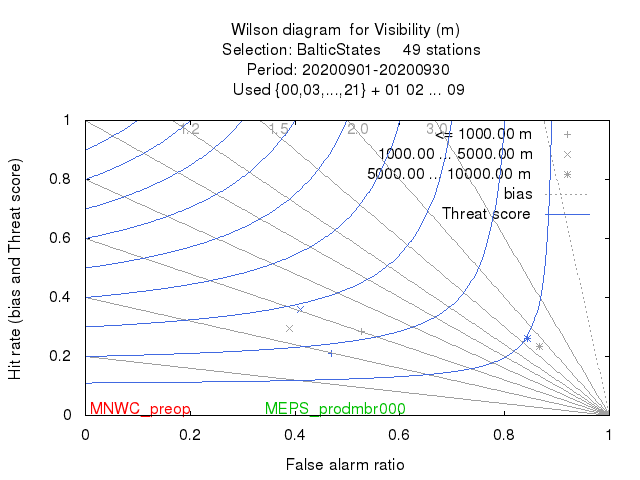 Wilson diagram  for Visibility (m)
Selection: BalticStates     49 stations
Period: 20200901-20200930
Used {00,03,...,21} + 01 02 ... 09
1.2 1.5 2.0 3.0
<= 1000.00 m
1000.00 ... 5000.00 m
5000.00 ... 10000.00 m
bias
Threat score
Hit rate (bias and Threat score)
1
0.8
0.6
0.4
0.2
0
MNWC_preop MEPS_prodmbr000
0 0.2 0.4 0.6 0.8 1
False alarm ratio